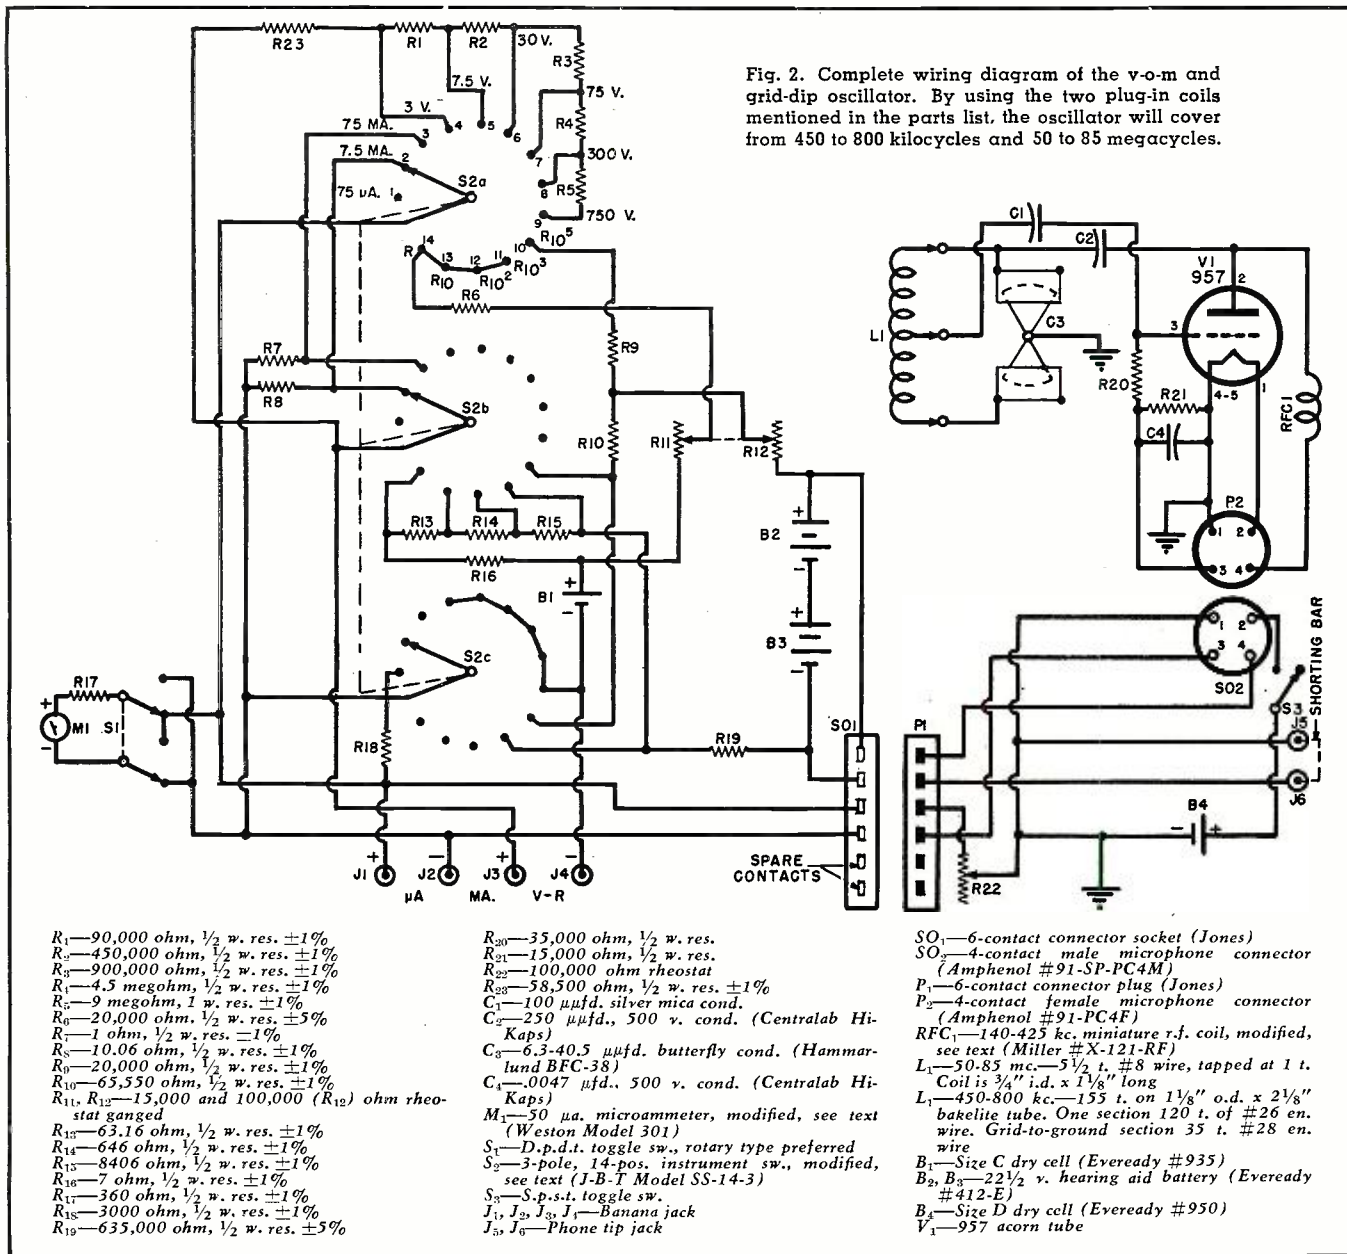 Fig. 2. Complete wiring diagram of the v-o-m and
grid-dip oscillator. By using the two plug-in coils
mentioned in the parts list, the oscillator will cover
from 450 to 800 kilocycles and 50 to 85 megacycles.
R23
R1
R2
30 V.
R3
7.5 V.
75 V.
3 V.
4
5
6
R4
75 MA.
3
7
300 V.
7.5 MA.
2
S2a
8
R5
75 µA.
1
9
750 V.
R
14
13
12
11
10
R10⁵
R10
R10²
R10³
R6
R7
R8
R9
S2b
R10
R11
R12
R13
R14
R15
R16
B1
+
-
B2
+
-
B3
+
-
S2c
R17
+
M1
-
S1
R18
R19
SO1
P1
+
J1
-
J2
+
J3
-
J4
µA
MA.
V-R
SPARE
CONTACTS
C1
C2
V1
957
2
L1
C3
3
R20
4-5
1
R21
C4
RFC1
P2
1
2
3
4
1
2
3
4
SO2
S3
J5
J6
SHORTING BAR
B4
-
+
R22
R₁—90,000 ohm, ½ w. res. ±1%
R₂—450,000 ohm, ½ w. res. ±1%
R₃—900,000 ohm, ½ w. res. ±1%
R₄—4.5 megohm, ½ w. res. ±1%
R₅—9 megohm, 1 w. res. ±1%
R₆—20,000 ohm, ½ w. res. ±5%
R₇—1 ohm, ½ w. res. ±1%
R₈—10.06 ohm, ½ w. res. ±1%
R₉—20,000 ohm, ½ w. res. ±1%
R₁₀—65,550 ohm, ½ w. res. ±1%
R₁₁, R₁₂—15,000 and 100,000 (R₁₂) ohm rheo-
stat ganged
R₁₃—63.16 ohm, ½ w. res. ±1%
R₁₄—646 ohm, ½ w. res. ±1%
R₁₅—8406 ohm, ½ w. res. ±1%
R₁₆—7 ohm, ½ w. res. ±1%
R₁₇—360 ohm, ½ w. res. ±1%
R₁₈—3000 ohm, ½ w. res. ±1%
R₁₉—635,000 ohm, ½ w. res. ±5%
R₂₀—35,000 ohm, ½ w. res.
R₂₁—15,000 ohm, ½ w. res.
R₂₂—100,000 ohm rheostat
R₂₃—58,500 ohm, ½ w. res. ±1%
C₁—100 µµfd. silver mica cond.
C₂—250 µµfd., 500 v. cond. (Centralab Hi-
Kaps)
C₃—6.3-40.5 µµfd. butterfly cond. (Hammar-
lund BFC-38)
C₄—.0047 µfd., 500 v. cond. (Centralab Hi-
Kaps)
M₁—50 µa. microammeter, modified, see text
(Weston Model 301)
S₁—D.p.d.t. toggle sw., rotary type preferred
S₂—3-pole, 14-pos. instrument sw., modified,
see text (J-B-T Model SS-14-3)
S₃—S.p.s.t. toggle sw.
J₁, J₂, J₃, J₄—Banana jack
J₅, J₆—Phone tip jack
SO₁—6-contact connector socket (Jones)
SO₂—4-contact male microphone connector
(Amphenol #91-SP-PC4M)
P₁—6-contact connector plug (Jones)
P₂—4-contact female microphone connector
(Amphenol #91-PC4F)
RFC₁—140-425 kc. miniature r.f. coil, modified,
see text (Miller #X-121-RF)
L₁—50-85 mc.—5½ t. #8 wire, tapped at 1 t.
Coil is ¾" i.d. x 1⅛" long
L₁—450-800 kc.—155 t. on 1⅛" o.d. x 2⅛"
bakelite tube. One section 120 t. of #26 en.
wire. Grid-to-ground section 35 t. #28 en.
wire
B₁—Size C dry cell (Eveready #935)
B₂, B₃—22½ v. hearing aid battery (Eveready
#412-E)
B₄—Size D dry cell (Eveready #950)
V₁—957 acorn tube